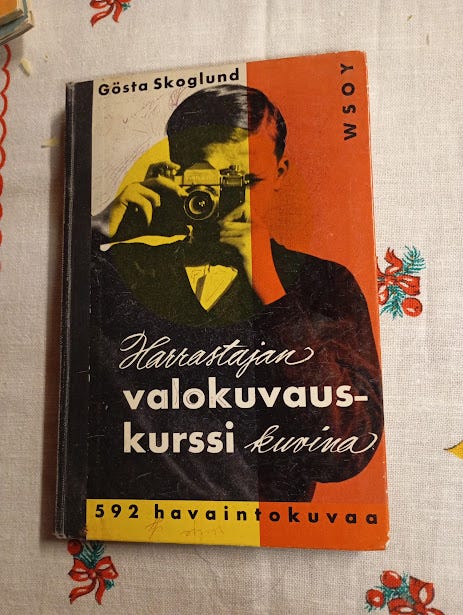 Gösta Skoglund
WSOY
Harrastajan
valokuvaus-
kurssi kuvina
592 havaintokuvaa